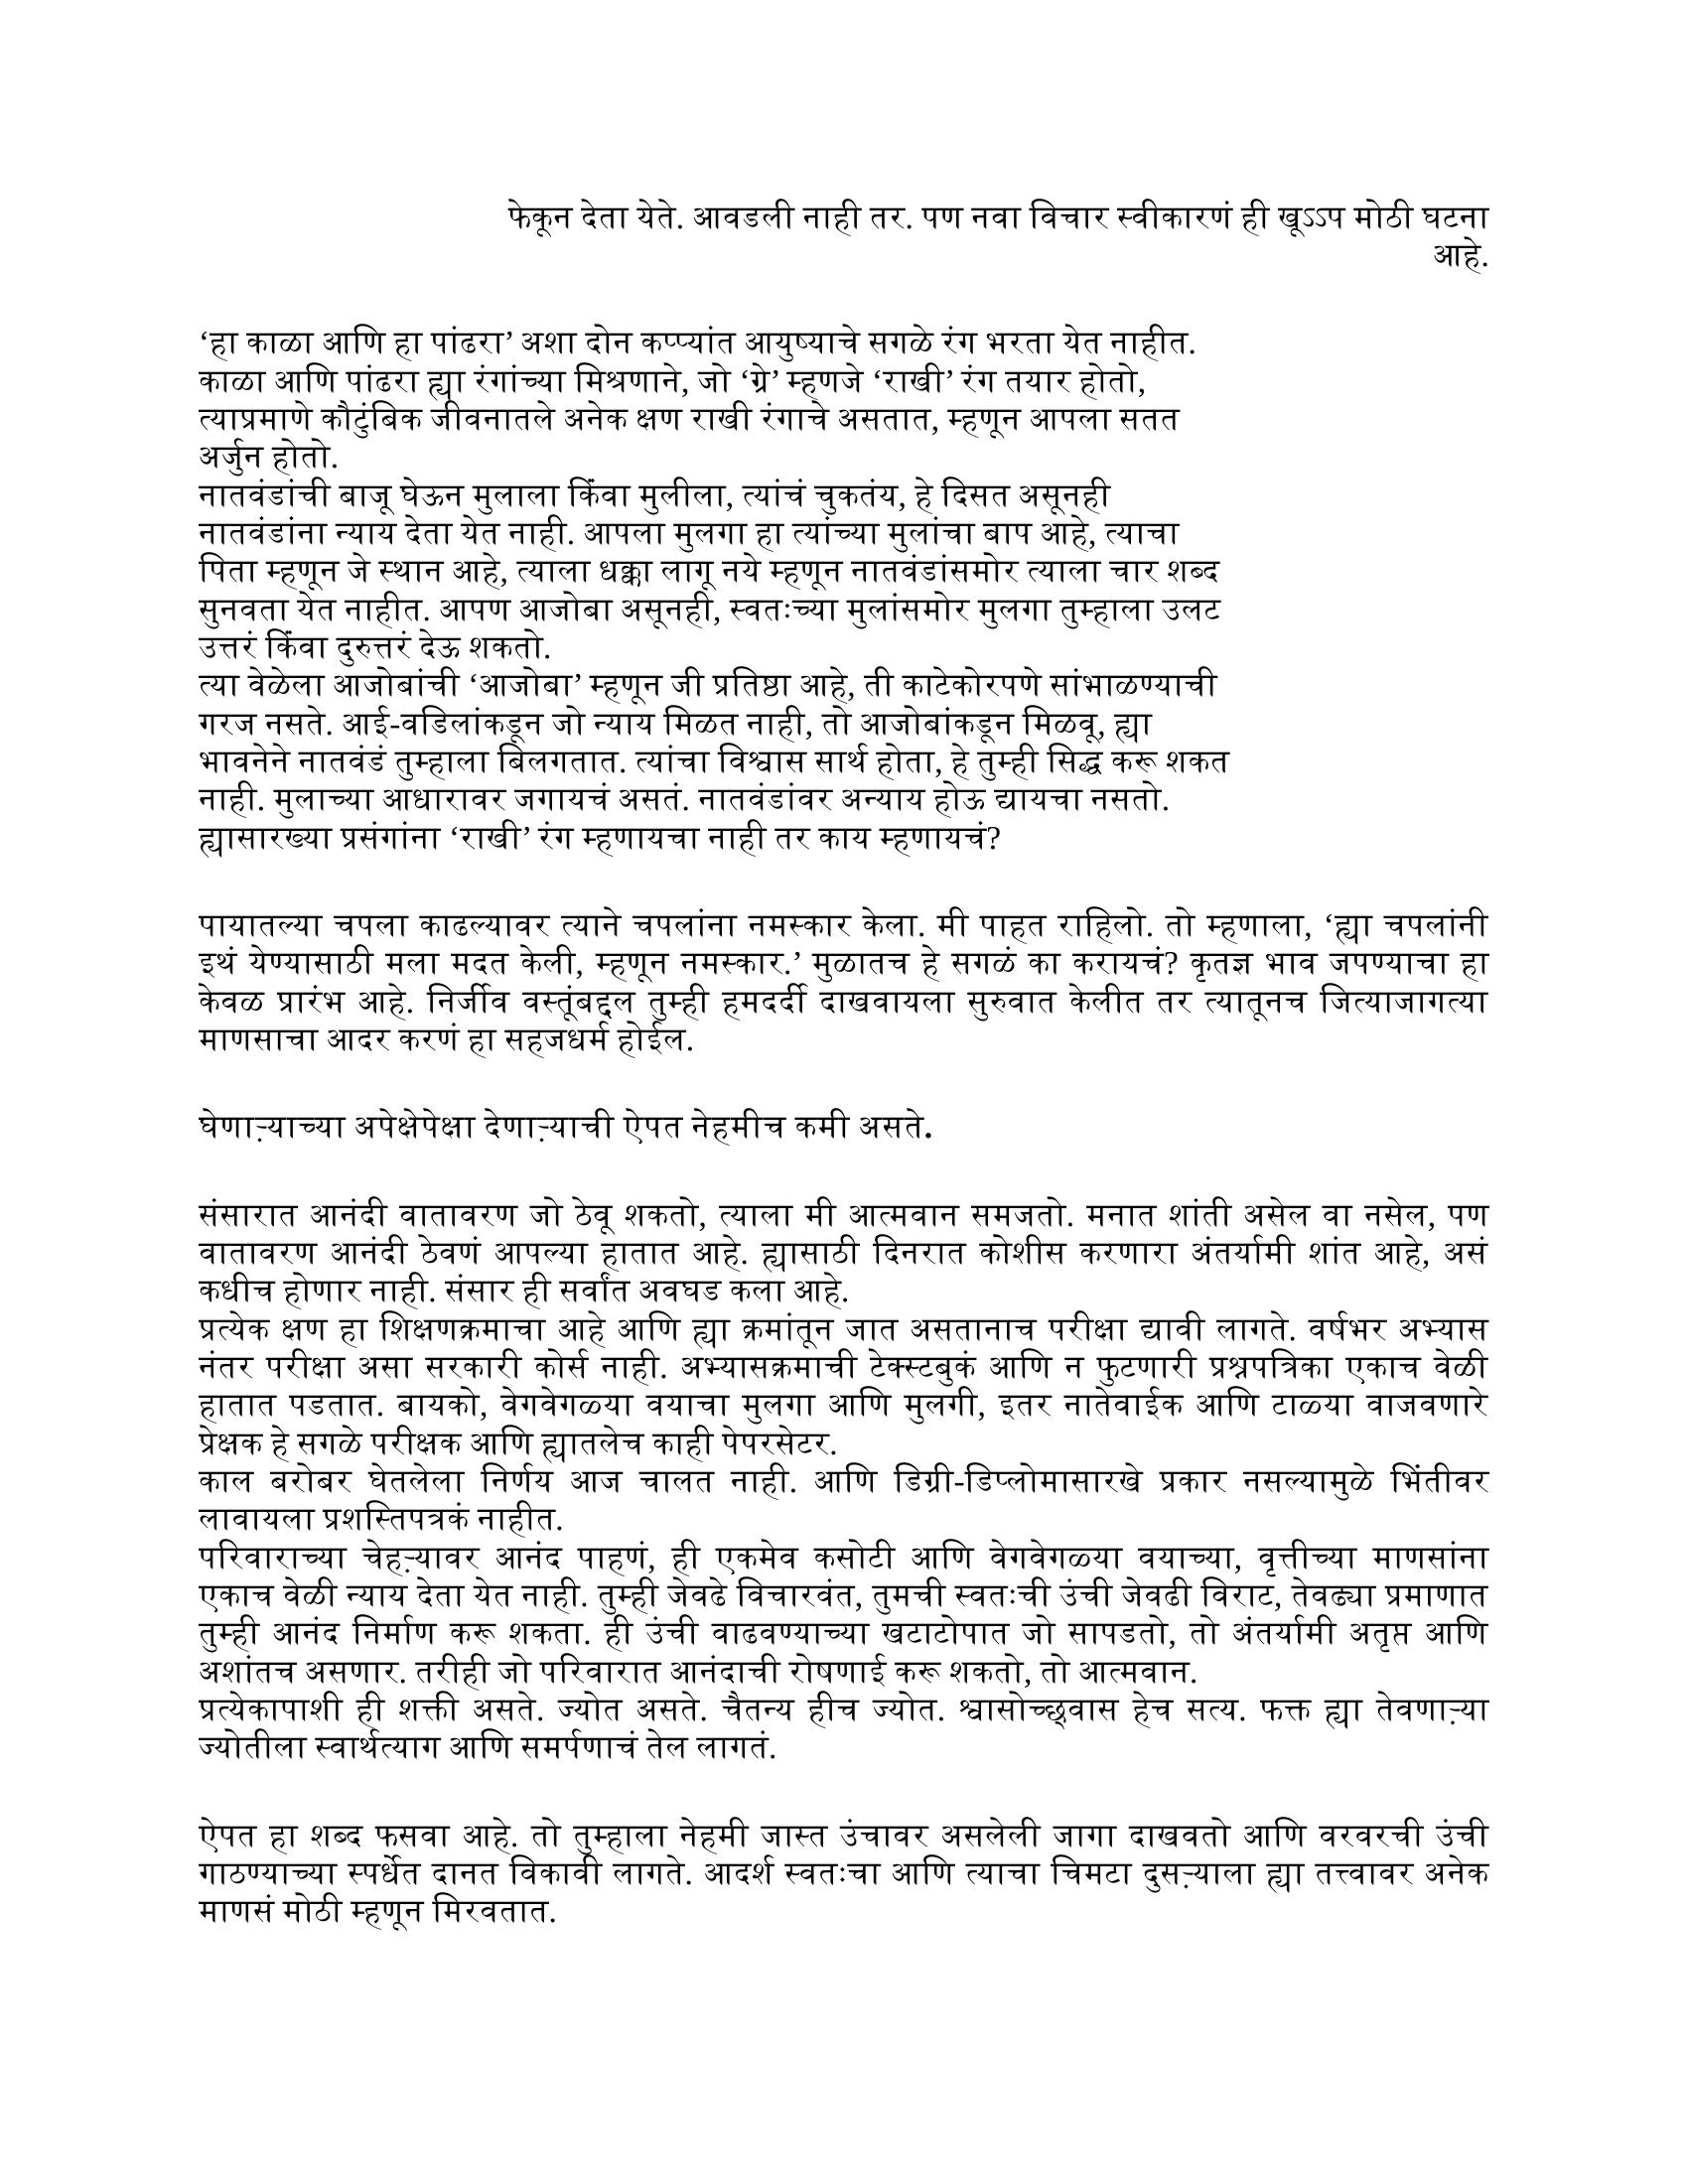 फेकून देता येते. आवडली नाही तर. पण नवा विचार स्वीकारणं ही खूऽऽप मोठी घटना
आहे.
‘हा काळा आणि हा पांढरा’ अशा दोन कप्प्यांत आयुष्याचे सगळे रंग भरता येत नाहीत.
काळा आणि पांढरा ह्या रंगांच्या मिश्रणाने, जो ‘ग्रे’ म्हणजे ‘राखी’ रंग तयार होतो,
त्याप्रमाणे कौटुंबिक जीवनातले अनेक क्षण राखी रंगाचे असतात, म्हणून आपला सतत
अर्जुन होतो.
नातवंडांची बाजू घेऊन मुलाला किंवा मुलीला, त्यांचं चुकतंय, हे दिसत असूनही
नातवंडांना न्याय देता येत नाही. आपला मुलगा हा त्यांच्या मुलांचा बाप आहे, त्याचा
पिता म्हणून जे स्थान आहे, त्याला धक्का लागू नये म्हणून नातवंडांसमोर त्याला चार शब्द
सुनवता येत नाहीत. आपण आजोबा असूनही, स्वतःच्या मुलांसमोर मुलगा तुम्हाला उलट
उत्तरं किंवा दुरुत्तरं देऊ शकतो.
त्या वेळेला आजोबांची ‘आजोबा’ म्हणून जी प्रतिष्ठा आहे, ती काटेकोरपणे सांभाळण्याची
गरज नसते. आई-वडिलांकडून जो न्याय मिळत नाही, तो आजोबांकडून मिळवू, ह्या
भावनेने नातवंडं तुम्हाला बिलगतात. त्यांचा विश्वास सार्थ होता, हे तुम्ही सिद्ध करू शकत
नाही. मुलाच्या आधारावर जगायचं असतं. नातवंडांवर अन्याय होऊ द्यायचा नसतो.
ह्यासारख्या प्रसंगांना ‘राखी’ रंग म्हणायचा नाही तर काय म्हणायचं?
पायातल्या चपला काढल्यावर त्याने चपलांना नमस्कार केला. मी पाहत राहिलो. तो म्हणाला, ‘ह्या चपलांनी
इथं येण्यासाठी मला मदत केली, म्हणून नमस्कार.’ मुळातच हे सगळं का करायचं? कृतज्ञ भाव जपण्याचा हा
केवळ प्रारंभ आहे. निर्जीव वस्तूंबद्दल तुम्ही हमदर्दी दाखवायला सुरुवात केलीत तर त्यातूनच जित्याजागत्या
माणसाचा आदर करणं हा सहजधर्म होईल.
घेणाऱ्याच्या अपेक्षेपेक्षा देणाऱ्याची ऐपत नेहमीच कमी असते.
संसारात आनंदी वातावरण जो ठेवू शकतो, त्याला मी आत्मवान समजतो. मनात शांती असेल वा नसेल, पण
वातावरण आनंदी ठेवणं आपल्या हातात आहे. ह्यासाठी दिनरात कोशीस करणारा अंतर्यामी शांत आहे, असं
कधीच होणार नाही. संसार ही सर्वांत अवघड कला आहे.
प्रत्येक क्षण हा शिक्षणक्रमाचा आहे आणि ह्या क्रमांतून जात असतानाच परीक्षा द्यावी लागते. वर्षभर अभ्यास
नंतर परीक्षा असा सरकारी कोर्स नाही. अभ्यासक्रमाची टेक्स्टबुकं आणि न फुटणारी प्रश्नपत्रिका एकाच वेळी
हातात पडतात. बायको, वेगवेगळ्या वयाचा मुलगा आणि मुलगी, इतर नातेवाईक आणि टाळ्या वाजवणारे
प्रेक्षक हे सगळे परीक्षक आणि ह्यातलेच काही पेपरसेटर.
काल बरोबर घेतलेला निर्णय आज चालत नाही. आणि डिग्री-डिप्लोमासारखे प्रकार नसल्यामुळे भिंतीवर
लावायला प्रशस्तिपत्रकं नाहीत.
परिवाराच्या चेहऱ्यावर आनंद पाहणं, ही एकमेव कसोटी आणि वेगवेगळ्या वयाच्या, वृत्तीच्या माणसांना
एकाच वेळी न्याय देता येत नाही. तुम्ही जेवढे विचारवंत, तुमची स्वतःची उंची जेवढी विराट, तेवढ्या प्रमाणात
तुम्ही आनंद निर्माण करू शकता. ही उंची वाढवण्याच्या खटाटोपात जो सापडतो, तो अंतर्यामी अतृप्त आणि
अशांतच असणार. तरीही जो परिवारात आनंदाची रोषणाई करू शकतो, तो आत्मवान.
प्रत्येकापाशी ही शक्ती असते. ज्योत असते. चैतन्य हीच ज्योत. श्वासोच्छ्वास हेच सत्य. फक्त ह्या तेवणाऱ्या
ज्योतीला स्वार्थत्याग आणि समर्पणाचं तेल लागतं.
ऐपत हा शब्द फसवा आहे. तो तुम्हाला नेहमी जास्त उंचावर असलेली जागा दाखवतो आणि वरवरची उंची
गाठण्याच्या स्पर्धेत दानत विकावी लागते. आदर्श स्वतःचा आणि त्याचा चिमटा दुसऱ्याला ह्या तत्त्वावर अनेक
माणसं मोठी म्हणून मिरवतात.